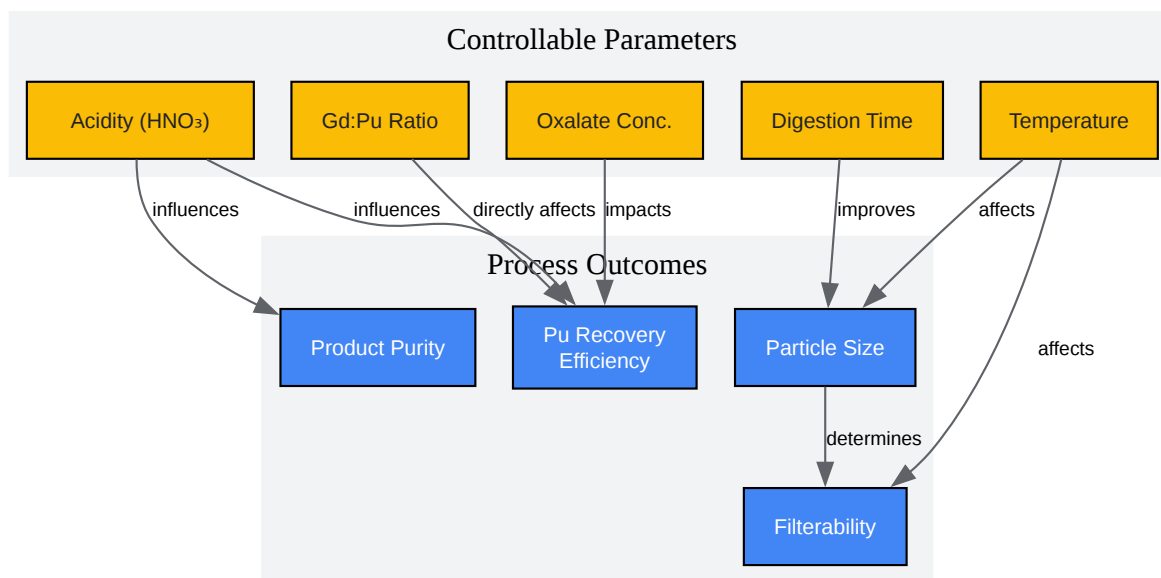 Controllable Parameters
Acidity (HNO₃)
Gd:Pu Ratio
Oxalate Conc.
Digestion Time
Temperature
influences
influences
directly affects
impacts
improves
affects
Process Outcomes
Product Purity
Pu Recovery
Efficiency
Particle Size
affects
determines
Filterability